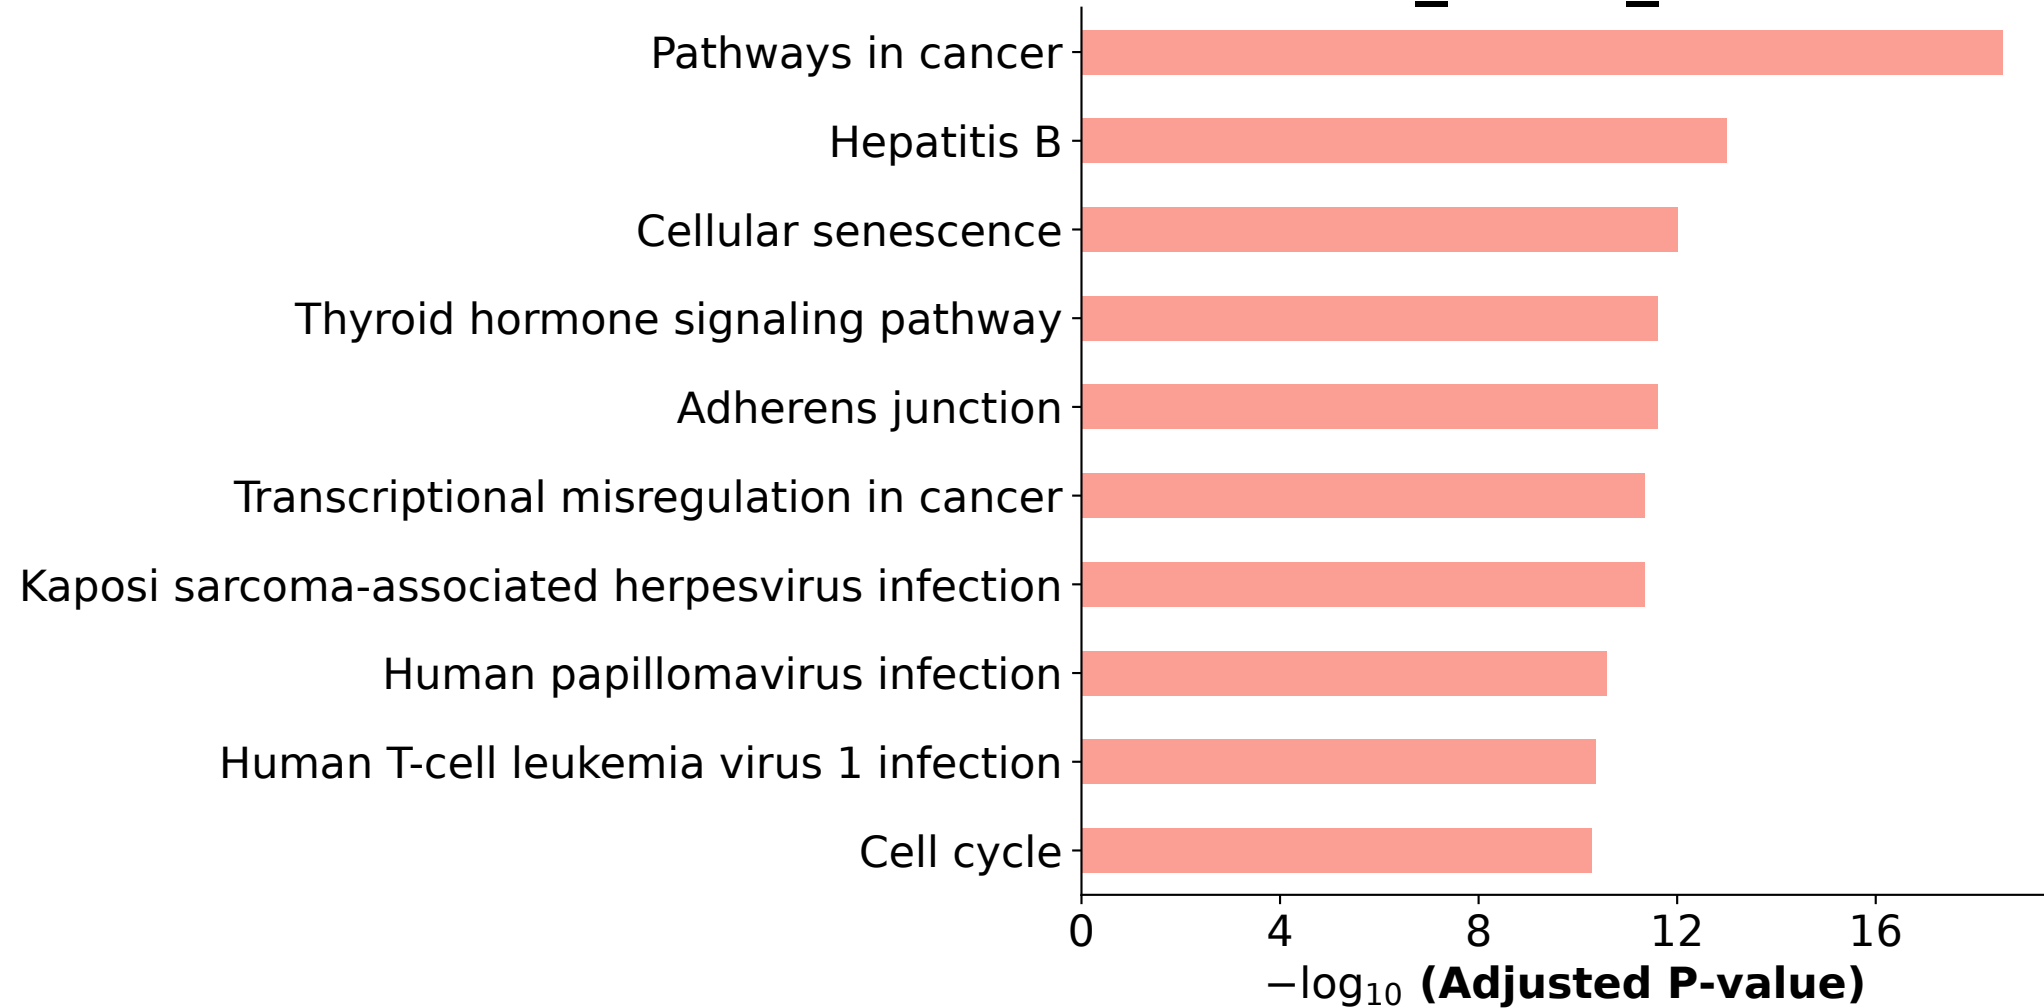 Pathways in cancer
Hepatitis B
Cellular senescence
Thyroid hormone signaling pathway
Adherens junction
Transcriptional misregulation in cancer
Kaposi sarcoma-associated herpesvirus infection
Human papillomavirus infection
Human T-cell leukemia virus 1 infection
Cell cycle
0 4 8 12 16
−log₁₀ (Adjusted P-value)